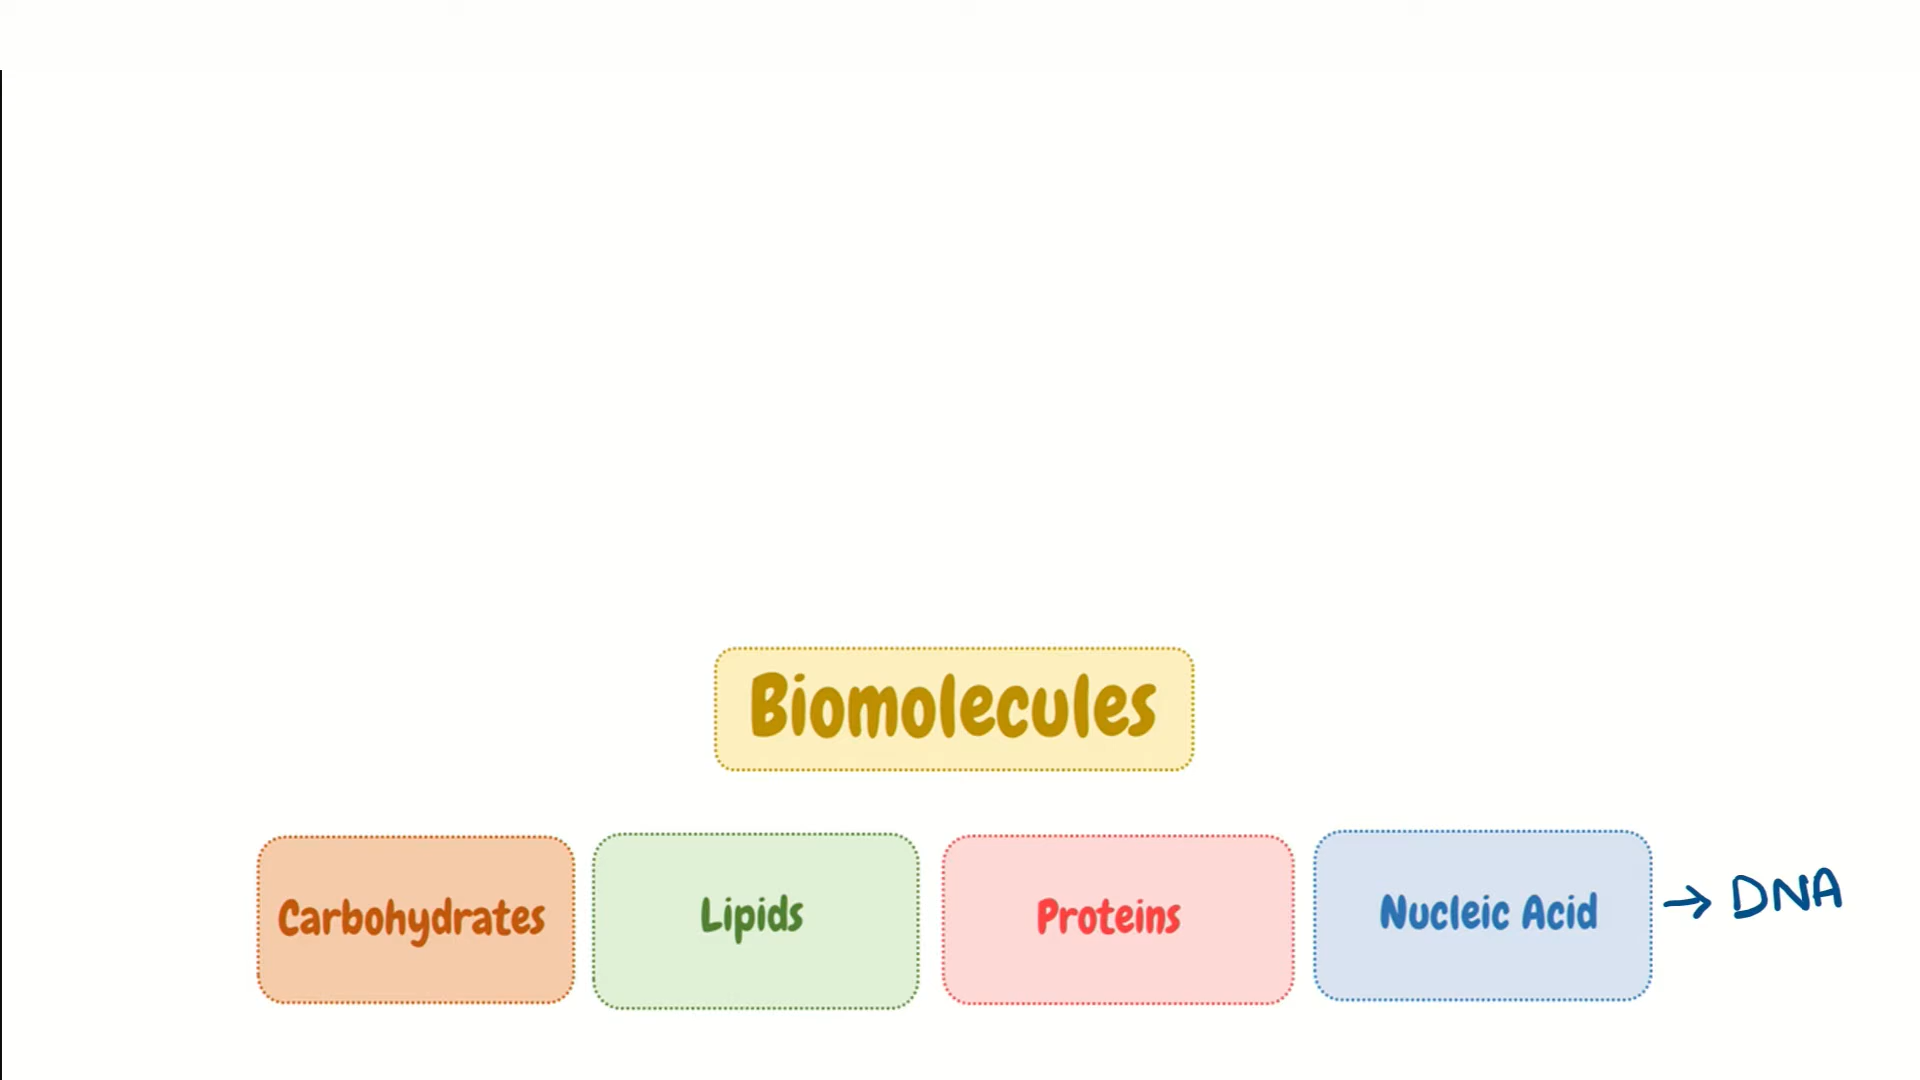 Biomolecules
Carbohydrates Lipids Proteins Nucleic Acid → DNA